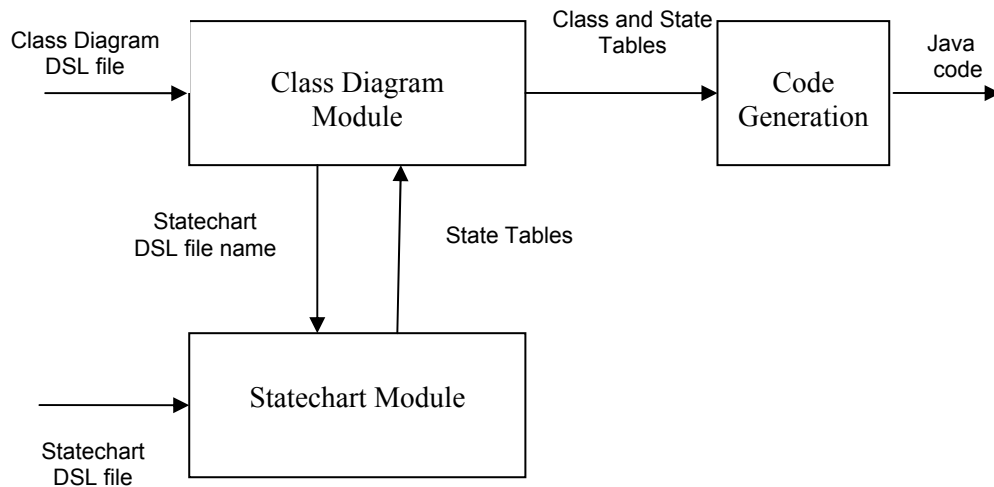 Class Diagram
DSL file
Class Diagram
Module
Class and State
Tables
Code
Generation
Java
code
Statechart
DSL file name
State Tables
Statechart Module
Statechart
DSL file